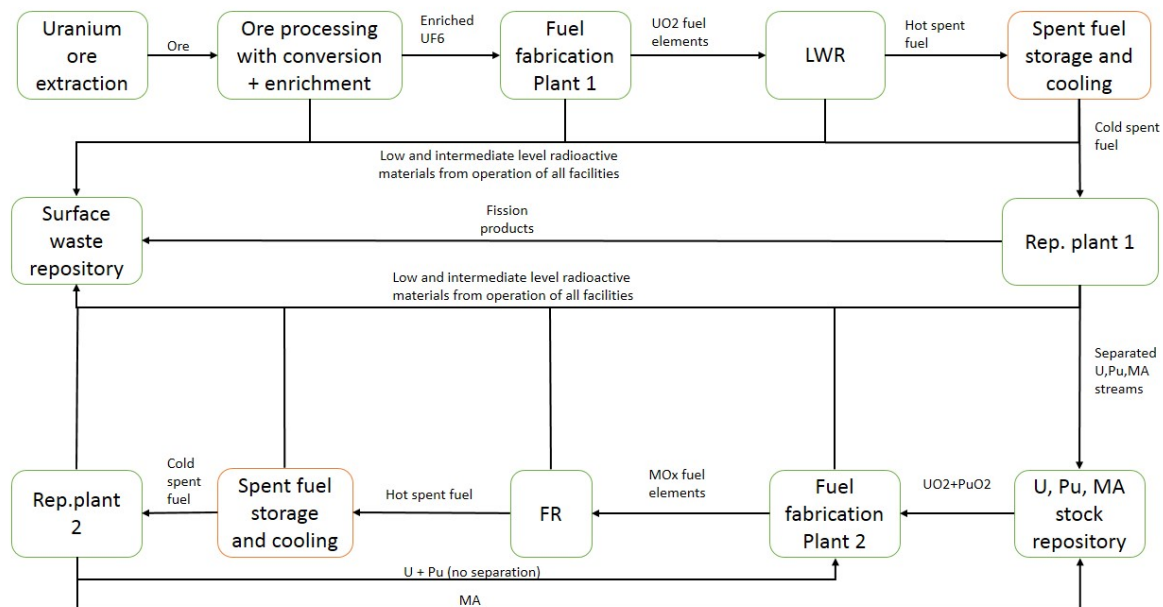 Uranium
ore
extraction
Ore
Ore processing
with conversion
+ enrichment
Enriched
UF6
Fuel
fabrication
Plant 1
UO2 fuel
elements
LWR
Hot spent
fuel
Spent fuel
storage and
cooling
Cold spent
fuel
Low and intermediate level radioactive
materials from operation of all facilities
Surface
waste
repository
Fission
products
Rep. plant 1
Low and intermediate level radioactive
materials from operation of all facilities
Separated
U,Pu,MA
streams
Rep.plant
2
Cold
spent
fuel
Spent fuel
storage
and cooling
Hot spent fuel
FR
MOx fuel
elements
Fuel
fabrication
Plant 2
UO2+PuO2
U, Pu, MA
stock
repository
U + Pu (no separation)
MA